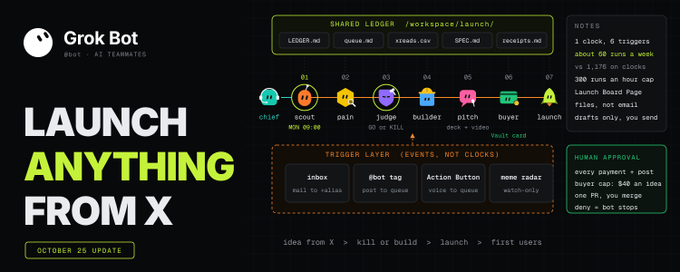 Grok Bot
@bot · AI TEAMMATES
LAUNCH
ANYTHING
FROM X
OCTOBER 25 UPDATE
SHARED LEDGER /workspace/launch/
LEDGER.md
queue.md
xreads.csv
SPEC.md
receipts.md
01
02
03
04
05
06
07
chief
scout
pain
judge
builder
pitch
buyer
launch
MON 09:00
GO or KILL
deck + video
Vault card
TRIGGER LAYER (EVENTS, NOT CLOCKS)
inbox
mail to +alias
@bot tag
post to queue
Action Button
voice to queue
meme radar
watch-only
idea from X > kill or build > launch > first users
NOTES
1 clock, 6 triggers
about 60 runs a week
vs 1,176 on clocks
300 runs an hour cap
Launch Board Page
files, not email
drafts only, you send
HUMAN APPROVAL
every payment + post
buyer cap: $40 an idea
one PR, you merge
deny = bot stops